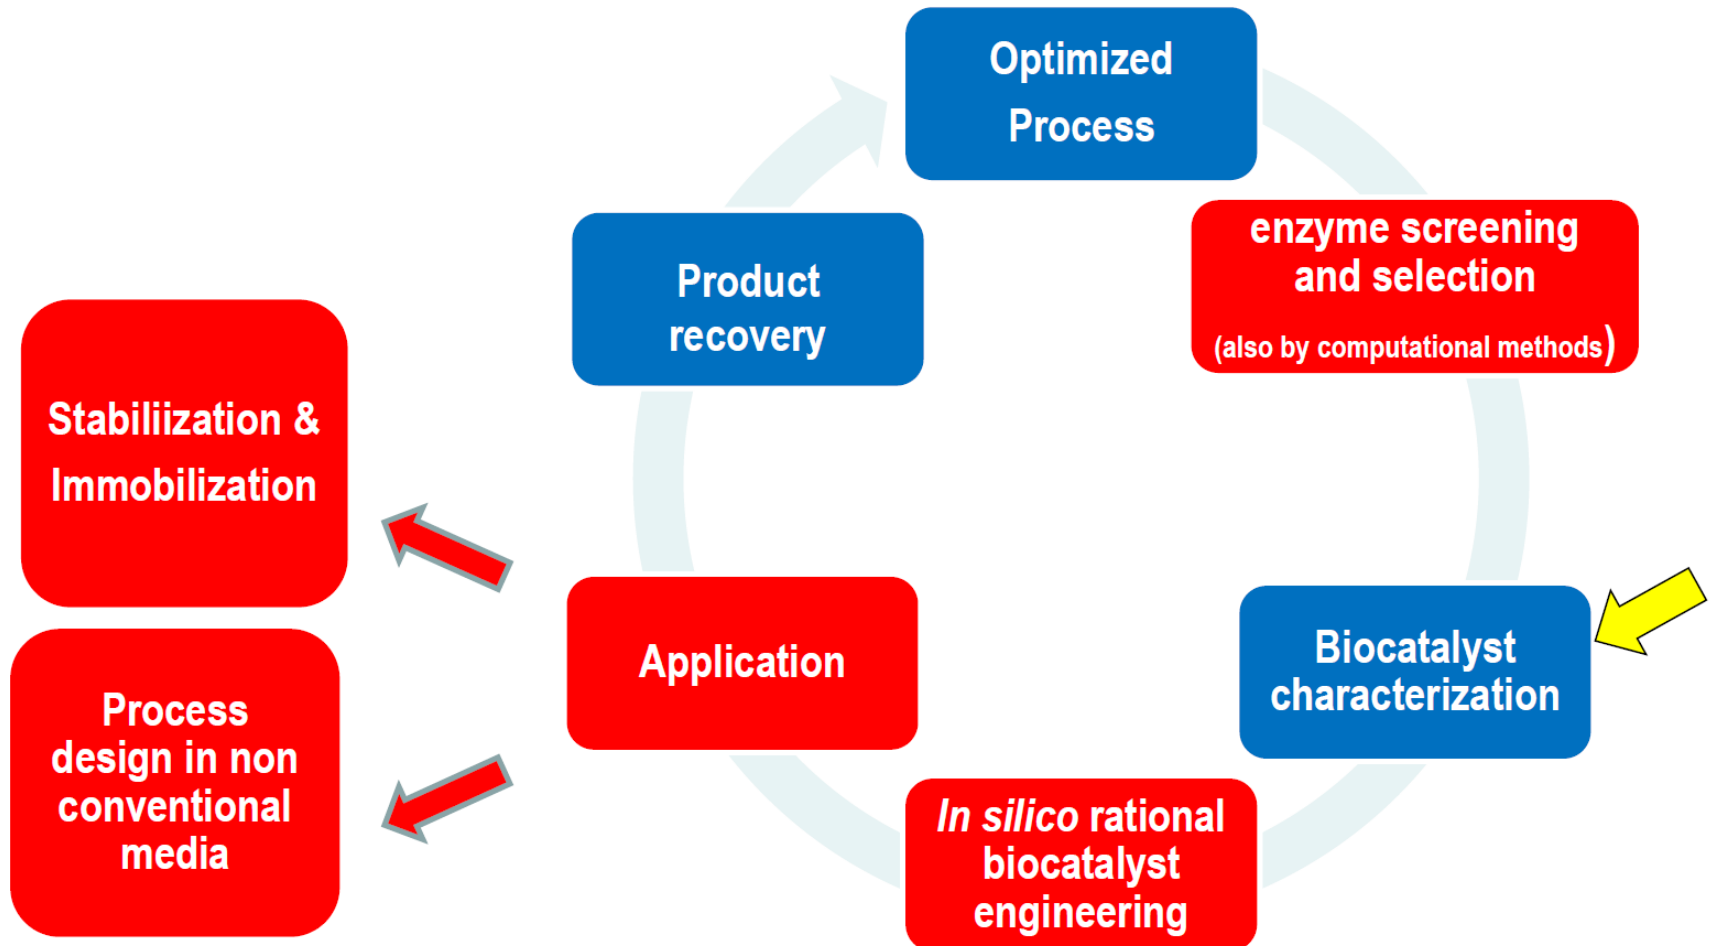 Optimized
Process
enzyme screening
and selection
(also by computational methods)
Product
recovery
Stabiliization &
Immobilization
Application
Biocatalyst
characterization
Process
design in non
conventional
media
In silico rational
biocatalyst
engineering